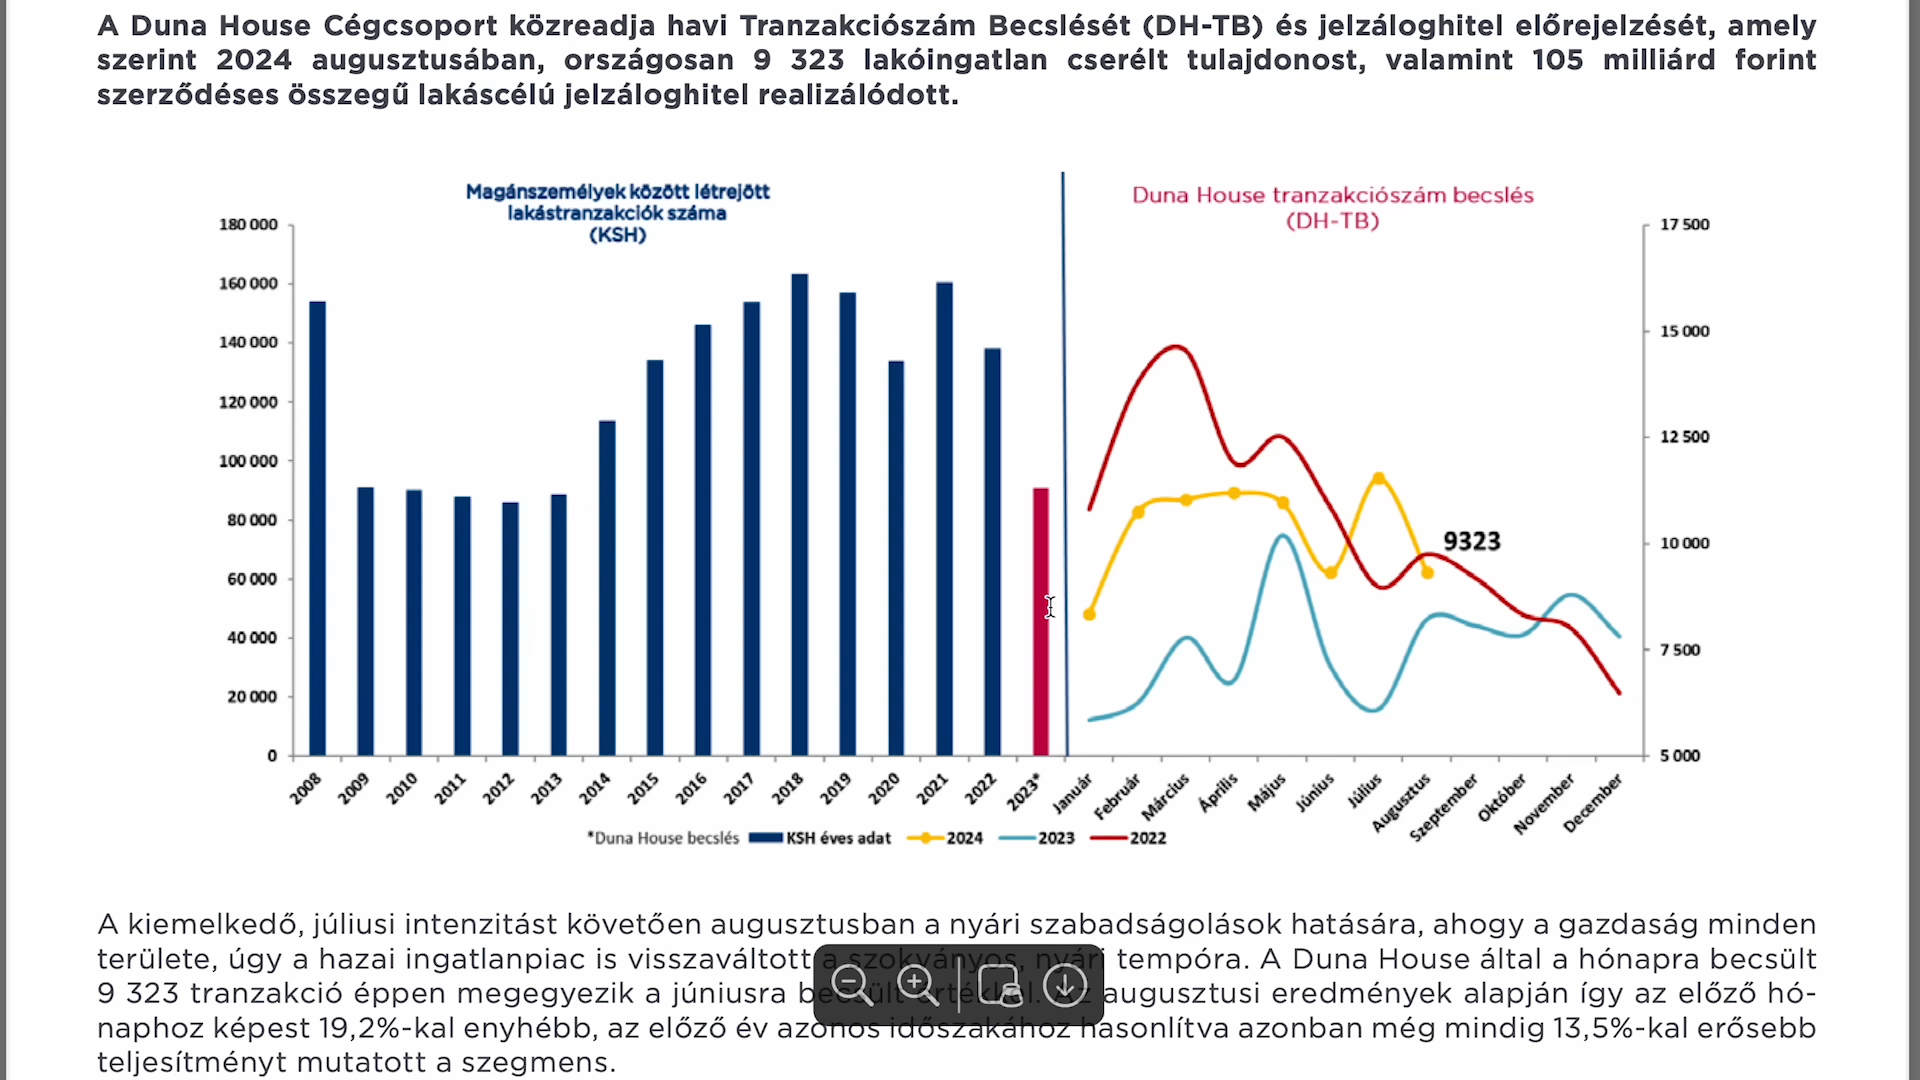 A Duna House Cégcsoport közreadja havi Tranzakciószám Becslését (DH-TB) és jelzáloghitel előrejelzését, amely
szerint 2024 augusztusában, országosan 9 323 lakóingatlan cserélt tulajdonost, valamint 105 milliárd forint
szerződéses összegű lakáscélú jelzáloghitel realizálódott.
Magánszemélyek között létrejött
lakástranzakciók száma
(KSH)
Duna House tranzakciószám becslés
(DH-TB)
180 000
160 000
140 000
120 000
100 000
80 000
60 000
40 000
20 000
0
17 500
15 000
12 500
10 000
7 500
5 000
9323
2008
2009
2010
2011
2012
2013
2014
2015
2016
2017
2018
2019
2020
2021
2022
2023*
Január
Február
Március
Április
Május
Június
Július
Augusztus
Szeptember
Október
November
December
*Duna House becslés KSH éves adat 2024 2023 2022
A kiemelkedő, júliusi intenzitást követően augusztusban a nyári szabadságolások hatására, ahogy a gazdaság minden
területe, úgy a hazai ingatlanpiac is visszaváltott a szokványos, nyári tempóra. A Duna House által a hónapra becsült
9 323 tranzakció éppen megegyezik a júniusra becsült értékkel. Az augusztusi eredmények alapján így az előző hó-
naphoz képest 19,2%-kal enyhébb, az előző év azonos időszakához hasonlítva azonban még mindig 13,5%-kal erősebb
teljesítményt mutatott a szegmens.